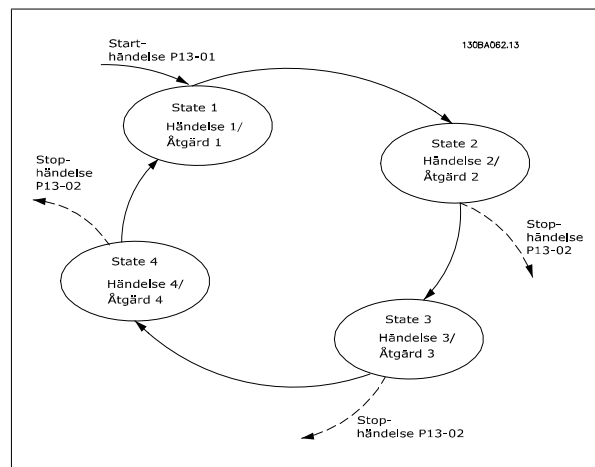 Start-
händelse P13-01
130BA062.13
State 1
Händelse 1/
Åtgärd 1
State 2
Händelse 2/
Åtgärd 2
Stop-
händelse
P13-02
Stop-
händelse
P13-02
State 4
Händelse 4/
Åtgärd 4
State 3
Händelse 3/
Åtgärd 3
Stop-
händelse P13-02